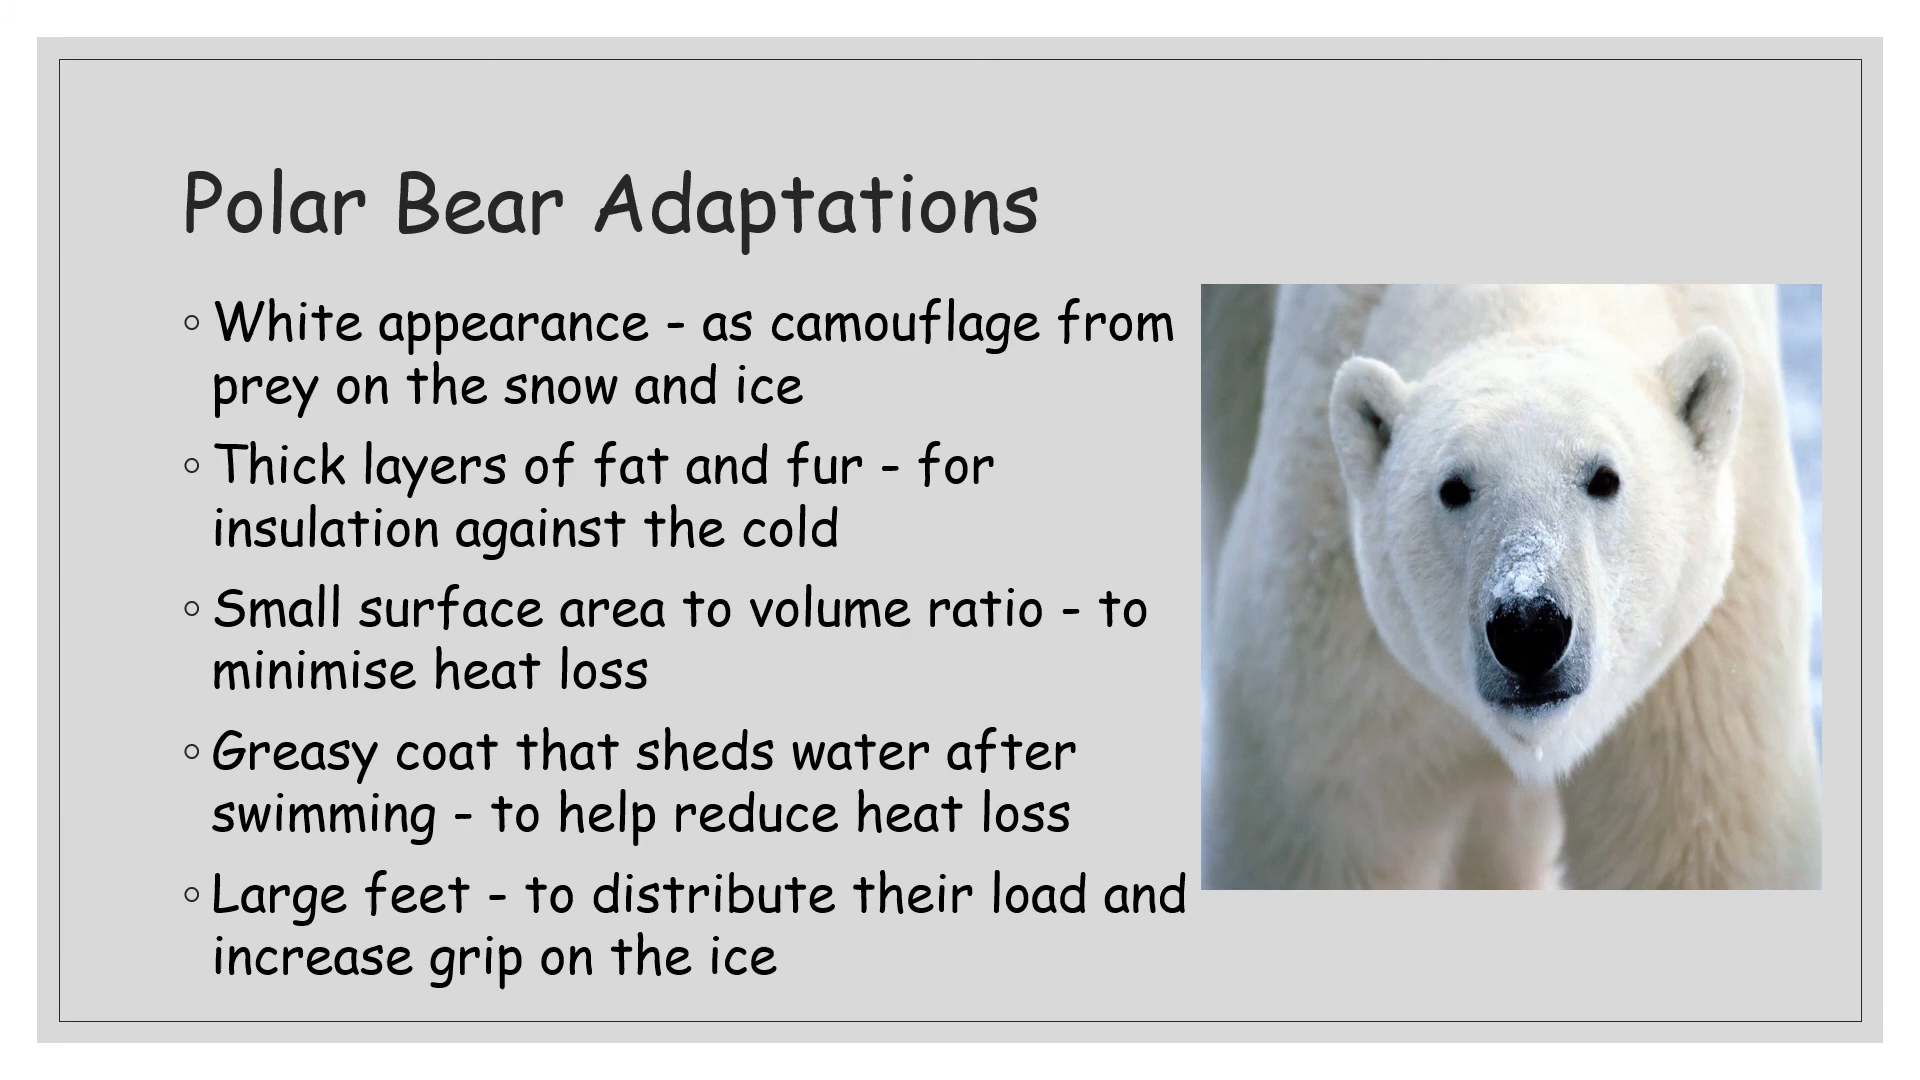 Polar Bear Adaptations
◦ White appearance - as camouflage from
prey on the snow and ice
◦ Thick layers of fat and fur - for
insulation against the cold
◦ Small surface area to volume ratio - to
minimise heat loss
◦ Greasy coat that sheds water after
swimming - to help reduce heat loss
◦ Large feet - to distribute their load and
increase grip on the ice